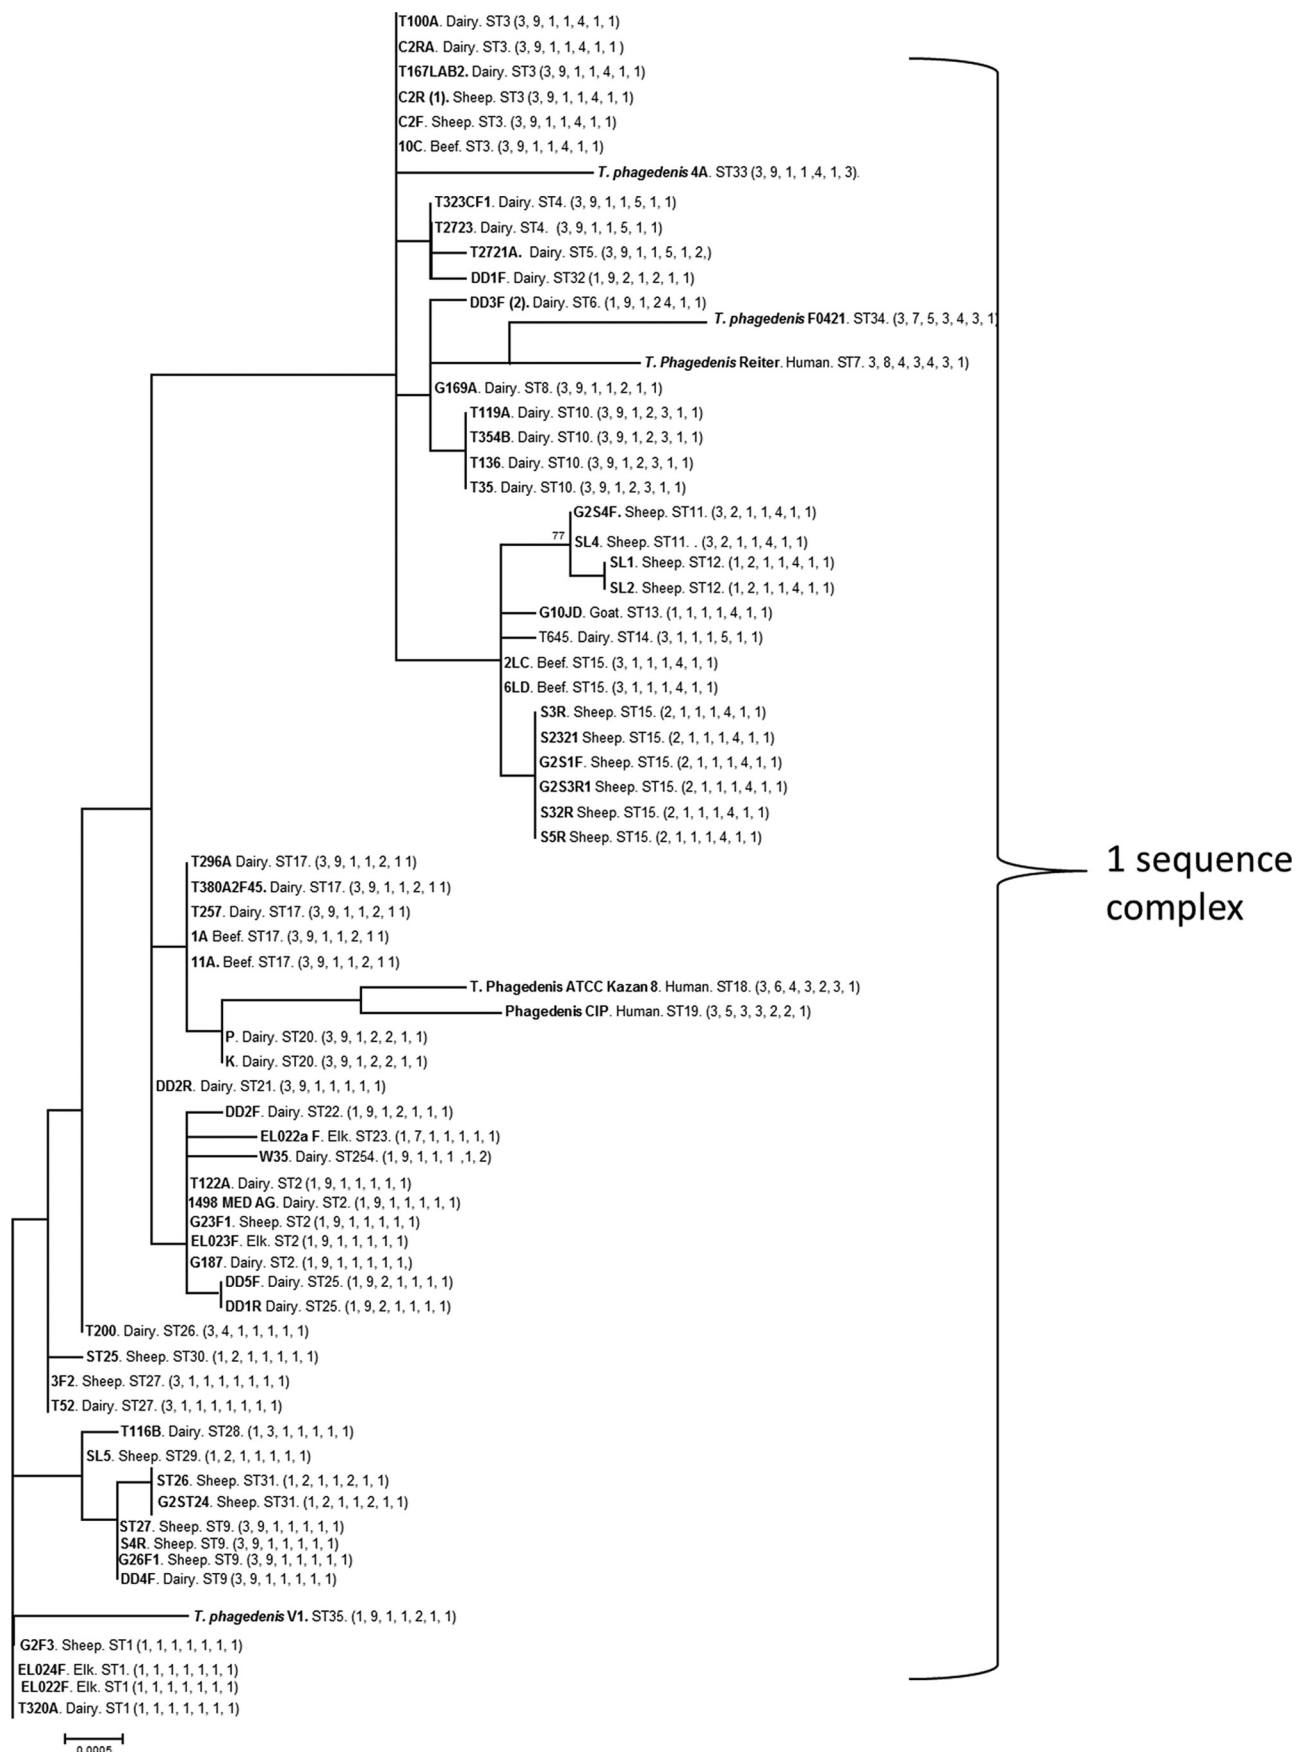 T100A. Dairy. ST3 (3, 9, 1, 1, 4, 1, 1)
C2RA. Dairy. ST3. (3, 9, 1, 1, 4, 1, 1 )
T167LAB2. Dairy. ST3 (3, 9, 1, 1, 4, 1, 1)
C2R (1). Sheep. ST3 (3, 9, 1, 1, 4, 1, 1)
C2F. Sheep. ST3. (3, 9, 1, 1, 4, 1, 1)
10C. Beef. ST3. (3, 9, 1, 1, 4, 1, 1)
T. phagedenis 4A. ST33 (3, 9, 1, 1 ,4, 1, 3).
T323CF1. Dairy. ST4. (3, 9, 1, 1, 5, 1, 1)
T2723. Dairy. ST4. (3, 9, 1, 1, 5, 1, 1)
T2721A. Dairy. ST5. (3, 9, 1, 1, 5, 1, 2,)
DD1F. Dairy. ST32 (1, 9, 2, 1, 2, 1, 1)
DD3F (2). Dairy. ST6. (1, 9, 1, 2 4, 1, 1)
T. phagedenis F0421. ST34. (3, 7, 5, 3, 4, 3, 1)
T. Phagedenis Reiter. Human. ST7. 3, 8, 4, 3, 4, 3, 1)
G169A. Dairy. ST8. (3, 9, 1, 1, 2, 1, 1)
T119A. Dairy. ST10. (3, 9, 1, 2, 3, 1, 1)
T354B. Dairy. ST10. (3, 9, 1, 2, 3, 1, 1)
T136. Dairy. ST10. (3, 9, 1, 2, 3, 1, 1)
T35. Dairy. ST10. (3, 9, 1, 2, 3, 1, 1)
G2S4F. Sheep. ST11. (3, 2, 1, 1, 4, 1, 1)
77
SL4. Sheep. ST11. . (3, 2, 1, 1, 4, 1, 1)
SL1. Sheep. ST12. (1, 2, 1, 1, 4, 1, 1)
SL2. Sheep. ST12. (1, 2, 1, 1, 4, 1, 1)
G10JD. Goat. ST13. (1, 1, 1, 1, 4, 1, 1)
T645. Dairy. ST14. (3, 1, 1, 1, 5, 1, 1)
2LC. Beef. ST15. (3, 1, 1, 1, 4, 1, 1)
6LD. Beef. ST15. (3, 1, 1, 1, 4, 1, 1)
S3R. Sheep. ST15. (2, 1, 1, 1, 4, 1, 1)
S2321 Sheep. ST15. (2, 1, 1, 1, 4, 1, 1)
G2S1F. Sheep. ST15. (2, 1, 1, 1, 4, 1, 1)
G2S3R1 Sheep. ST15. (2, 1, 1, 1, 4, 1, 1)
S32R Sheep. ST15. (2, 1, 1, 1, 4, 1, 1)
S5R Sheep. ST15. (2, 1, 1, 1, 4, 1, 1)
1 sequence
complex
T296A Dairy. ST17. (3, 9, 1, 1, 2, 1 1)
T380A2F45. Dairy. ST17. (3, 9, 1, 1, 2, 1 1)
T257. Dairy. ST17. (3, 9, 1, 1, 2, 1 1)
1A Beef. ST17. (3, 9, 1, 1, 2, 1 1)
11A. Beef. ST17. (3, 9, 1, 1, 2, 1 1)
T. Phagedenis ATCC Kazan 8. Human. ST18. (3, 6, 4, 3, 2, 3, 1)
Phagedenis CIP. Human. ST19. (3, 5, 3, 3, 2, 2, 1)
P. Dairy. ST20. (3, 9, 1, 2, 2, 1, 1)
K. Dairy. ST20. (3, 9, 1, 2, 2, 1, 1)
DD2R. Dairy. ST21. (3, 9, 1, 1, 1, 1, 1)
DD2F. Dairy. ST22. (1, 9, 1, 2, 1, 1, 1)
EL022a F. Elk. ST23. (1, 7, 1, 1, 1, 1, 1)
W35. Dairy. ST254. (1, 9, 1, 1, 1 ,1, 2)
T122A. Dairy. ST2 (1, 9, 1, 1, 1, 1, 1)
1498 MED AG. Dairy. ST2. (1, 9, 1, 1, 1, 1, 1)
G23F1. Sheep. ST2 (1, 9, 1, 1, 1, 1, 1)
EL023F. Elk. ST2 (1, 9, 1, 1, 1, 1, 1)
G187. Dairy. ST2. (1, 9, 1, 1, 1, 1, 1,)
DD5F. Dairy. ST25. (1, 9, 2, 1, 1, 1, 1)
DD1R Dairy. ST25. (1, 9, 2, 1, 1, 1, 1)
T200. Dairy. ST26. (3, 4, 1, 1, 1, 1, 1)
ST25. Sheep. ST30. (1, 2, 1, 1, 1, 1, 1)
3F2. Sheep. ST27. (3, 1, 1, 1, 1, 1, 1, 1)
T52. Dairy. ST27. (3, 1, 1, 1, 1, 1, 1, 1)
T116B. Dairy. ST28. (1, 3, 1, 1, 1, 1, 1)
SL5. Sheep. ST29. (1, 2, 1, 1, 1, 1, 1)
ST26. Sheep. ST31. (1, 2, 1, 1, 2, 1, 1)
G2ST24. Sheep. ST31. (1, 2, 1, 1, 2, 1, 1)
ST27. Sheep. ST9. (3, 9, 1, 1, 1, 1, 1)
S4R. Sheep. ST9. (3, 9, 1, 1, 1, 1, 1)
G26F1. Sheep. ST9. (3, 9, 1, 1, 1, 1, 1)
DD4F. Dairy. ST9 (3, 9, 1, 1, 1, 1, 1)
T. phagedenis V1. ST35. (1, 9, 1, 1, 2, 1, 1)
G2F3. Sheep. ST1 (1, 1, 1, 1, 1, 1, 1)
EL024F. Elk. ST1. (1, 1, 1, 1, 1, 1, 1)
EL022F. Elk. ST1 (1, 1, 1, 1, 1, 1, 1)
T320A. Dairy. ST1 (1, 1, 1, 1, 1, 1, 1)
0.0005